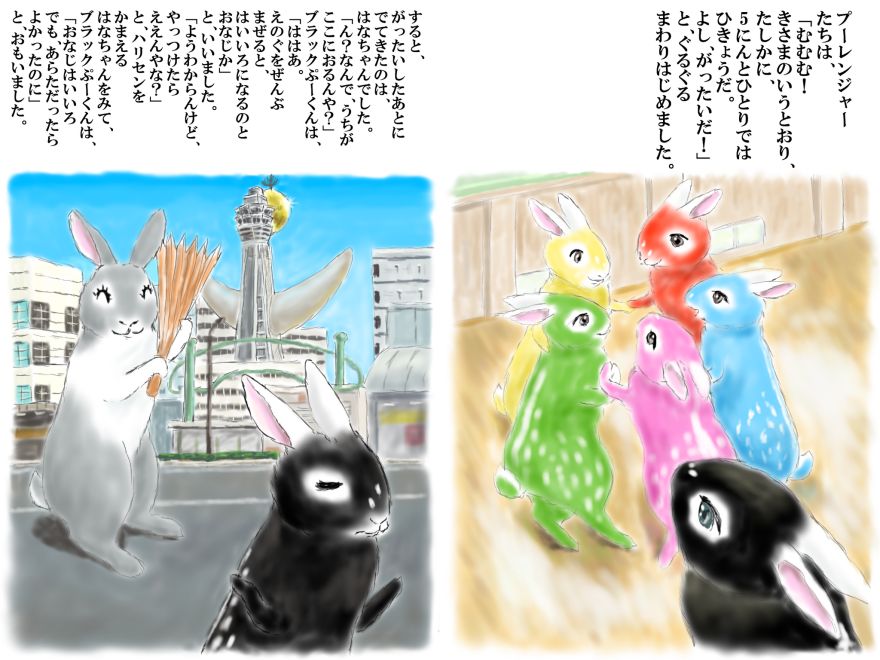 プーレンジャー
たちは、
「むむむ！
きさまのいうとおり、
たしかに、
５にんとひとりでは
ひきょうだ。
よし、がったいだ！」
と、ぐるぐる
まわりはじめました。
すると、
がったいしたあとに
でてきたのは、
はなちゃんでした。
「ん？なんで うちが
ここにおるんや？」
ブラックぷーくんは、
「ははあ。
えのぐをぜんぶ
まぜると、
はいいろになるのと
おなじか」
と、いいました。
「ようわからんけど、
やっつけたら
ええんやな？」
と、ハリセンを
かまえる
はなちゃんをみて、
ブラックぷーくんは、
「おなじはいいろ
でも、あらただったら
よかったのに」
と、おもいました。